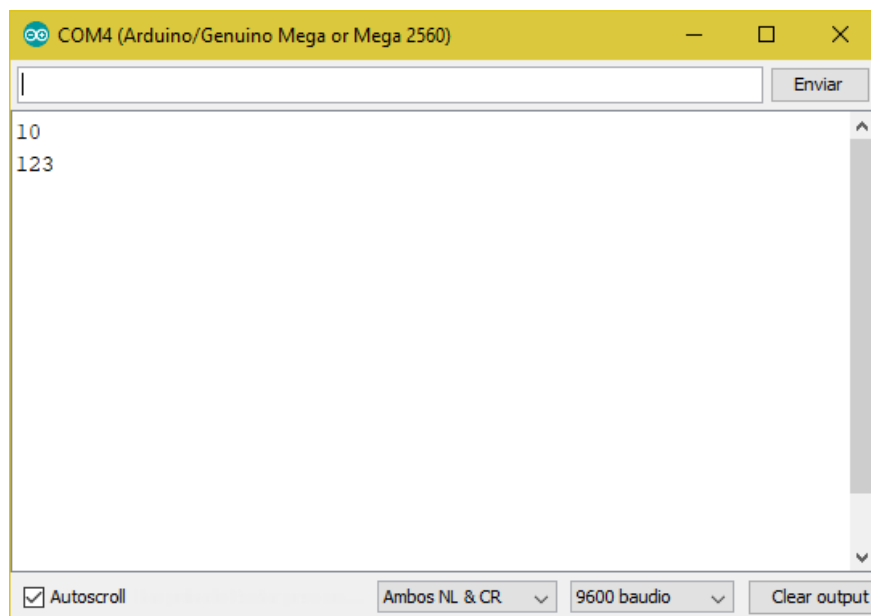 COM4 (Arduino/Genuino Mega or Mega 2560)
Enviar
10
123
Autoscroll
Ambos NL & CR
9600 baudio
Clear output